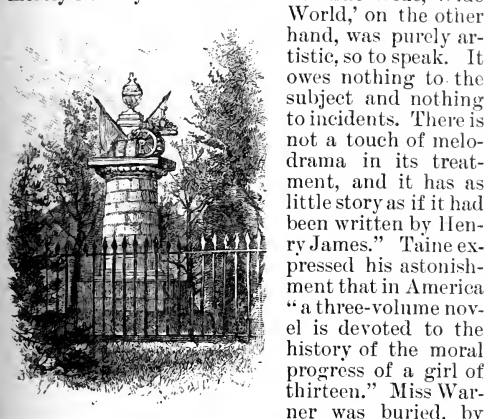 World,' on the other
hand, was purely ar-
tistic, so to speak. It
owes nothing to the
subject and nothing
to incidents. There is
not a touch of melo-
drama in its treat-
ment, and it has as
little story as if it had
been written by Hen-
ry James." Taine ex-
pressed his astonish-
ment that in America
"a three-volume nov-
el is devoted to the
history of the moral
progress of a girl of
thirteen." Miss War-
ner was buried, by